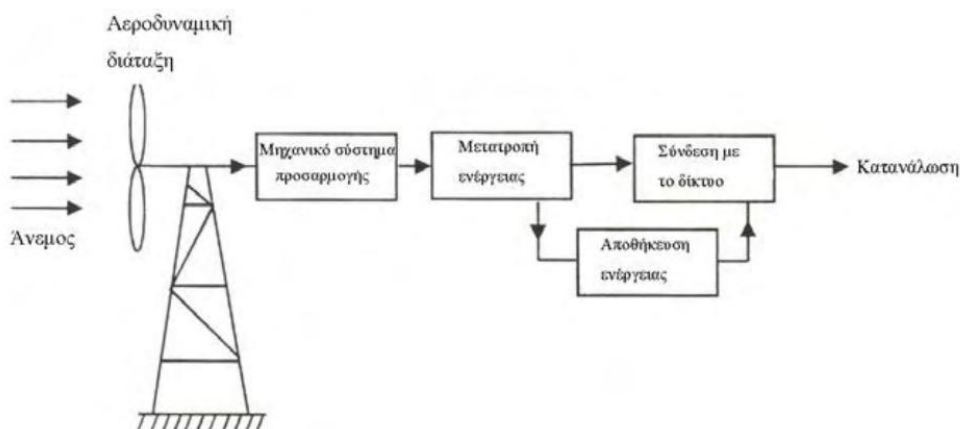 Αεροδυναμική
διάταξη
Άνεμος
Μηχανικό σύστημα
προσαρμογής
Μετατροπή
ενέργειας
Σύνδεση με
το δίκτυο
Κατανάλωση
Αποθήκευση
ενέργειας